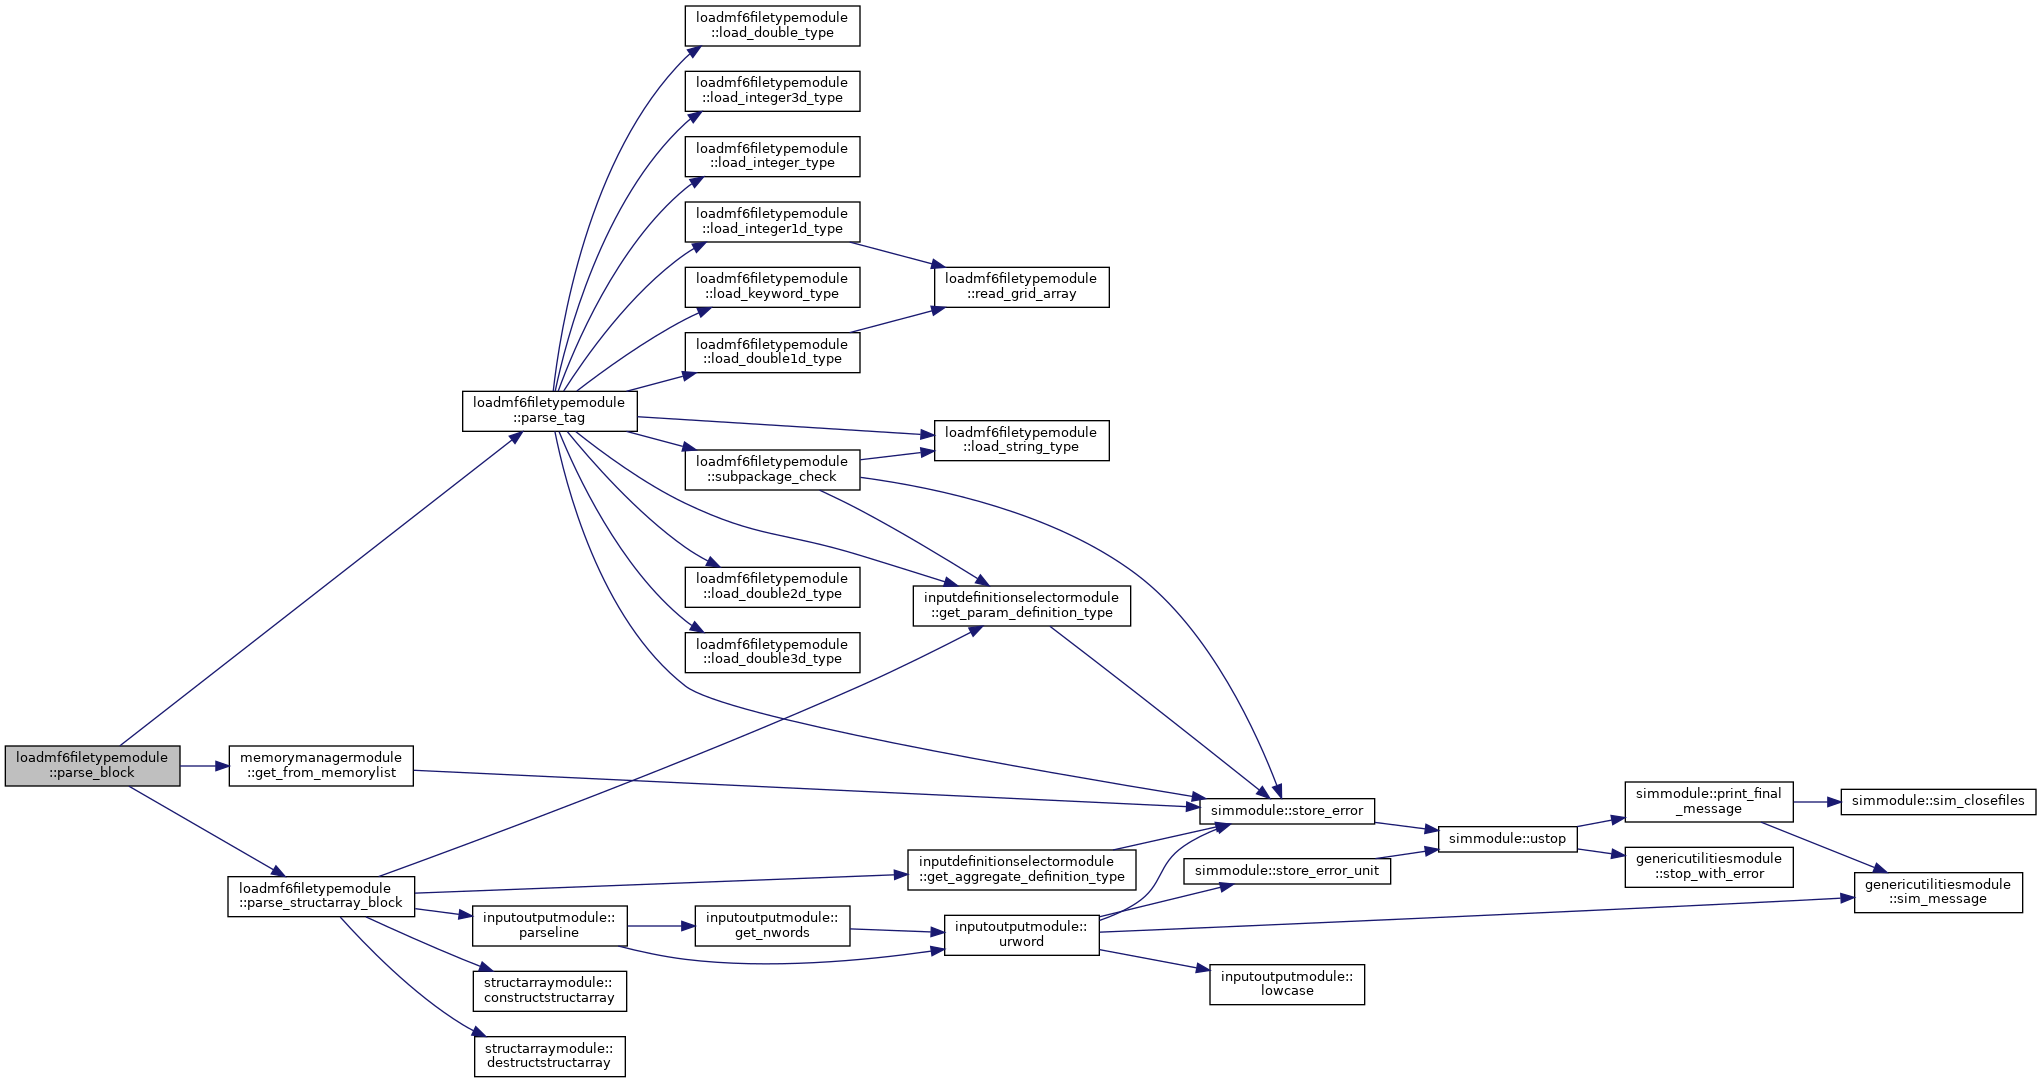 loadmf6filetypemodule
::load_double_type
loadmf6filetypemodule
::load_integer3d_type
loadmf6filetypemodule
::load_integer_type
loadmf6filetypemodule
::load_integer1d_type
loadmf6filetypemodule
::load_keyword_type
loadmf6filetypemodule
::read_grid_array
loadmf6filetypemodule
::load_double1d_type
loadmf6filetypemodule
::parse_tag
loadmf6filetypemodule
::load_string_type
loadmf6filetypemodule
::subpackage_check
loadmf6filetypemodule
::load_double2d_type
inputdefinitionselectormodule
::get_param_definition_type
loadmf6filetypemodule
::load_double3d_type
loadmf6filetypemodule
::parse_block
memorymanagermodule
::get_from_memorylist
simmodule::store_error
simmodule::print_final
_message
simmodule::sim_closefiles
simmodule::ustop
inputdefinitionselectormodule
::get_aggregate_definition_type
simmodule::store_error_unit
genericutilitiesmodule
::stop_with_error
loadmf6filetypemodule
::parse_structarray_block
genericutilitiesmodule
::sim_message
inputoutputmodule::
parseline
inputoutputmodule::
get_nwords
inputoutputmodule::
urword
structarraymodule::
constructstructarray
inputoutputmodule::
lowcase
structarraymodule::
destructstructarray